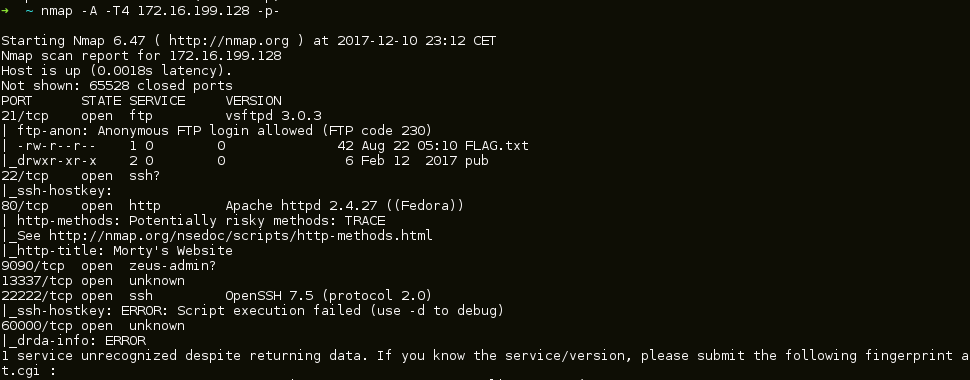 ➜  ~ nmap -A -T4 172.16.199.128 -p-
Starting Nmap 6.47 ( http://nmap.org ) at 2017-12-10 23:12 CET
Nmap scan report for 172.16.199.128
Host is up (0.0018s latency).
Not shown: 65528 closed ports
PORT      STATE SERVICE     VERSION
21/tcp    open  ftp         vsftpd 3.0.3
| ftp-anon: Anonymous FTP login allowed (FTP code 230)
| -rw-r--r--    1 0        0              42 Aug 22 05:10 FLAG.txt
|_drwxr-xr-x    2 0        0               6 Feb 12  2017 pub
22/tcp    open  ssh?
|_ssh-hostkey:
80/tcp    open  http        Apache httpd 2.4.27 ((Fedora))
| http-methods: Potentially risky methods: TRACE
|_See http://nmap.org/nsedoc/scripts/http-methods.html
|_http-title: Morty's Website
9090/tcp  open  zeus-admin?
13337/tcp open  unknown
22222/tcp open  ssh         OpenSSH 7.5 (protocol 2.0)
|_ssh-hostkey: ERROR: Script execution failed (use -d to debug)
60000/tcp open  unknown
|_drda-info: ERROR
1 service unrecognized despite returning data. If you know the service/version, please submit the following fingerprint a
t.cgi :